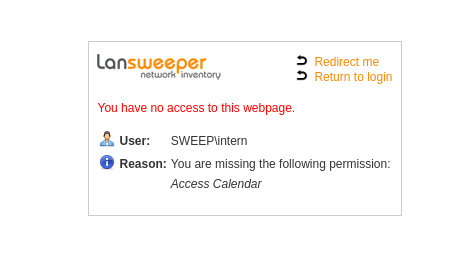 Lansweeper
network inventory
Redirect me
Return to login
You have no access to this webpage.
User: SWEEP\intern
Reason: You are missing the following permission:
Access Calendar